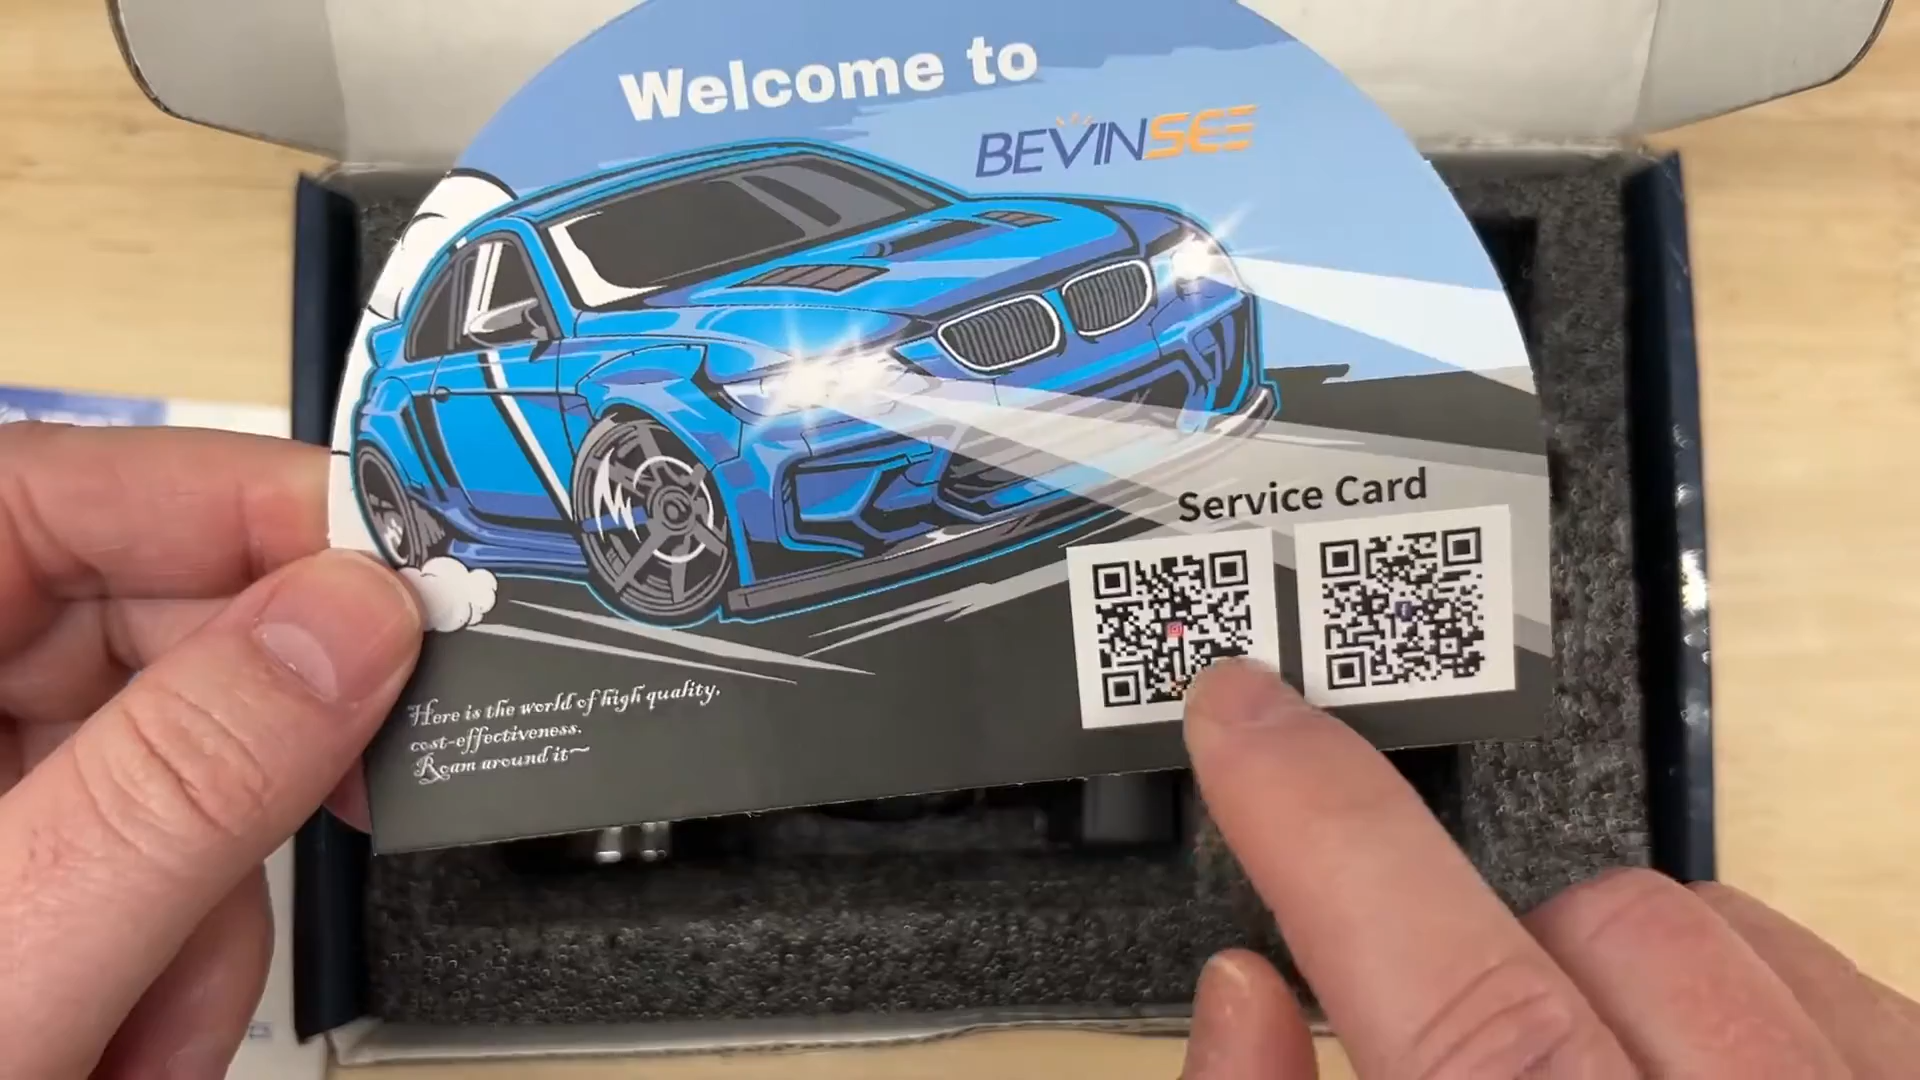 Welcome to
BEVINSEE
Service Card
Here is the world of high quality,
cost-effectiveness.
Roam around it~